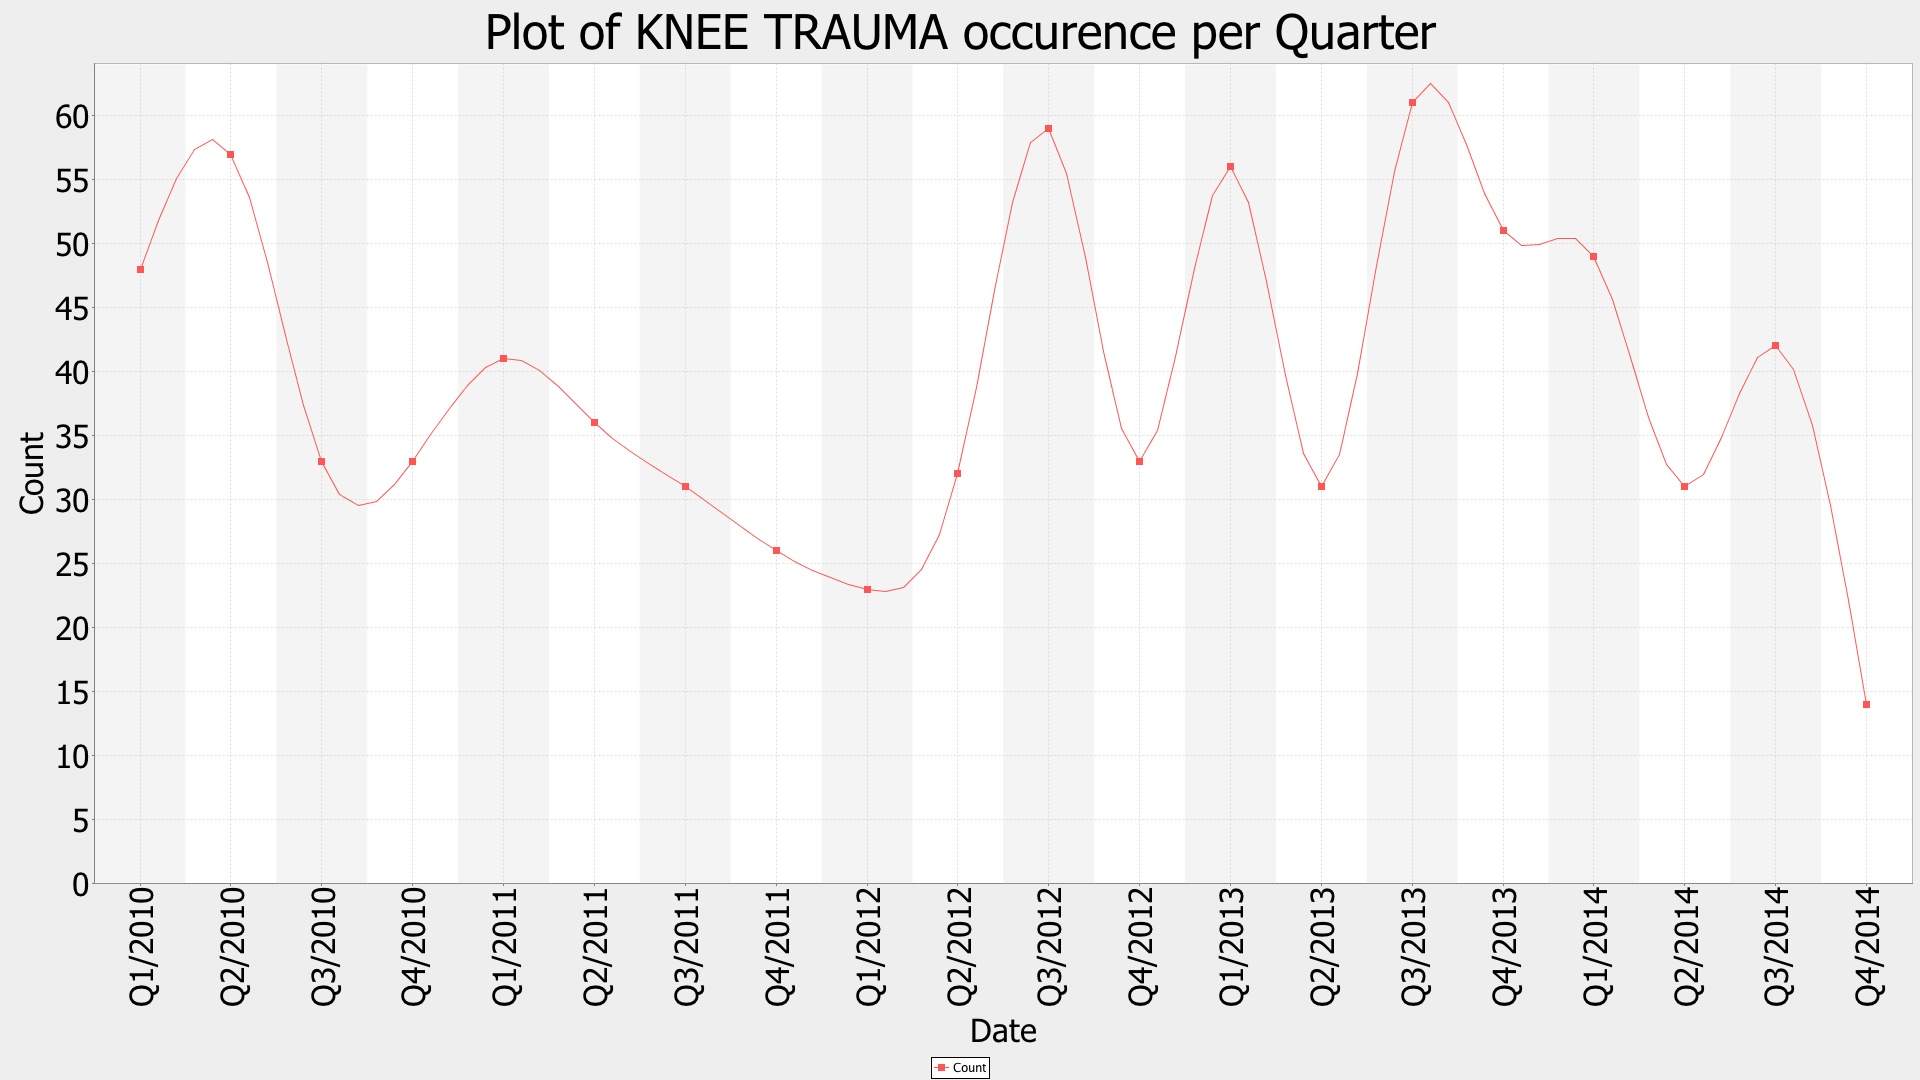 Plot of KNEE TRAUMA occurence per Quarter
60
55
50
45
40
35
30
25
20
15
10
5
0
Count
Q1/2010
Q2/2010
Q3/2010
Q4/2010
Q1/2011
Q2/2011
Q3/2011
Q4/2011
Q1/2012
Q2/2012
Q3/2012
Q4/2012
Q1/2013
Q2/2013
Q3/2013
Q4/2013
Q1/2014
Q2/2014
Q3/2014
Q4/2014
Date
Count